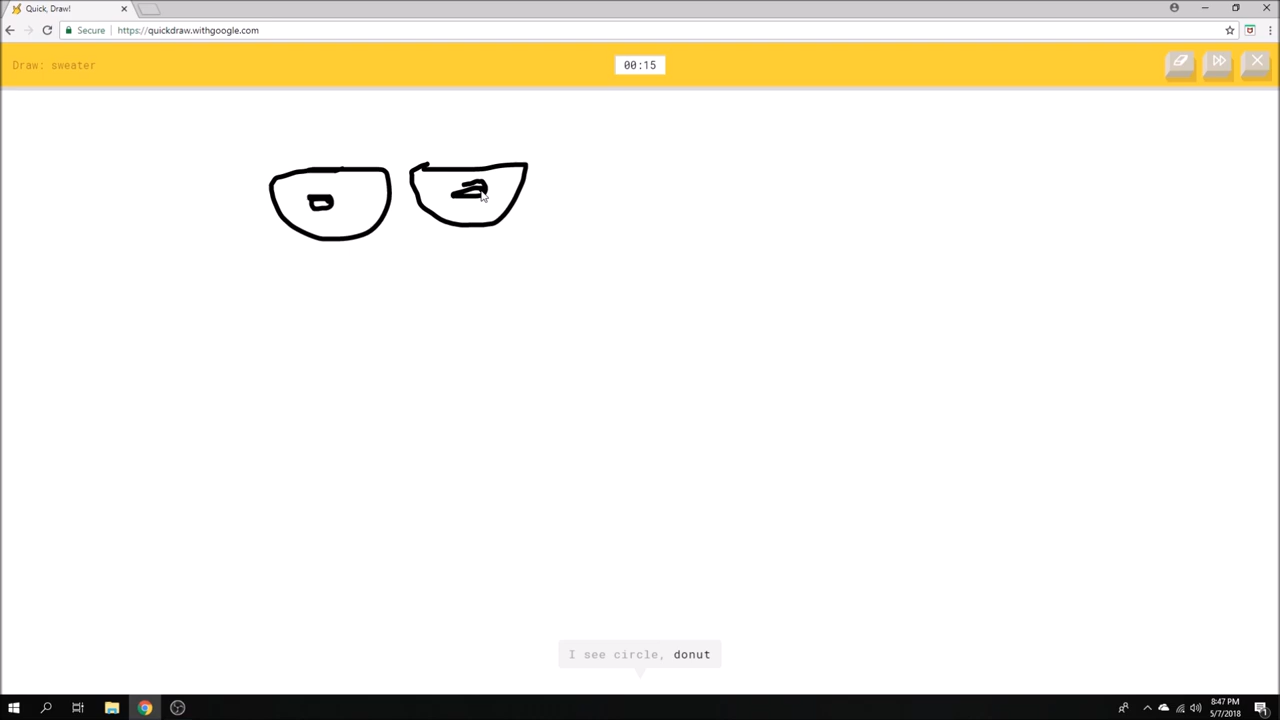 Quick, Draw!
Secure https://quickdraw.withgoogle.com
Draw: sweater
00:15
I see circle, donut
8:47 PM
5/7/2018
1